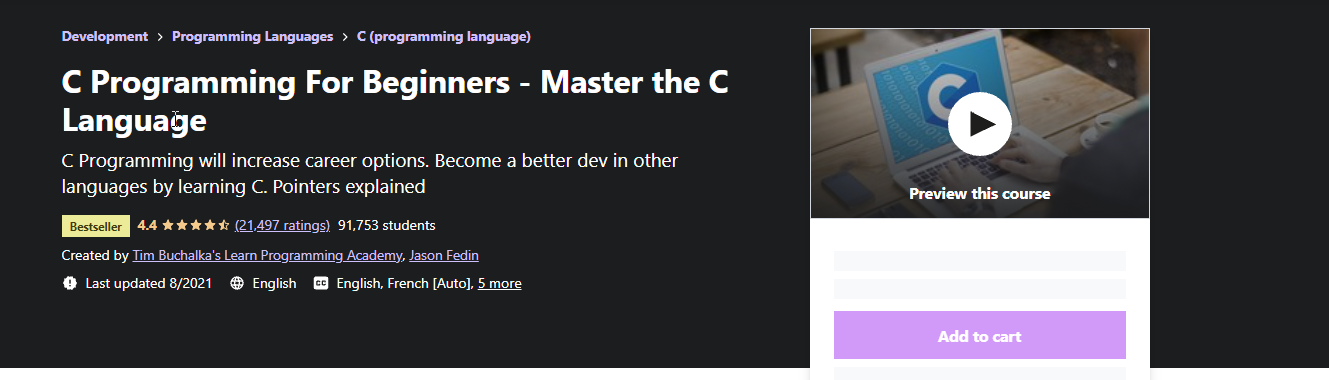 Development > Programming Languages > C (programming language)
C Programming For Beginners - Master the C
Language
C Programming will increase career options. Become a better dev in other
languages by learning C. Pointers explained
Bestseller 4.4 (21,497 ratings) 91,753 students
Created by Tim Buchalka's Learn Programming Academy, Jason Fedin
Last updated 8/2021 English CC English, French [Auto], 5 more
C
Preview this course
Add to cart